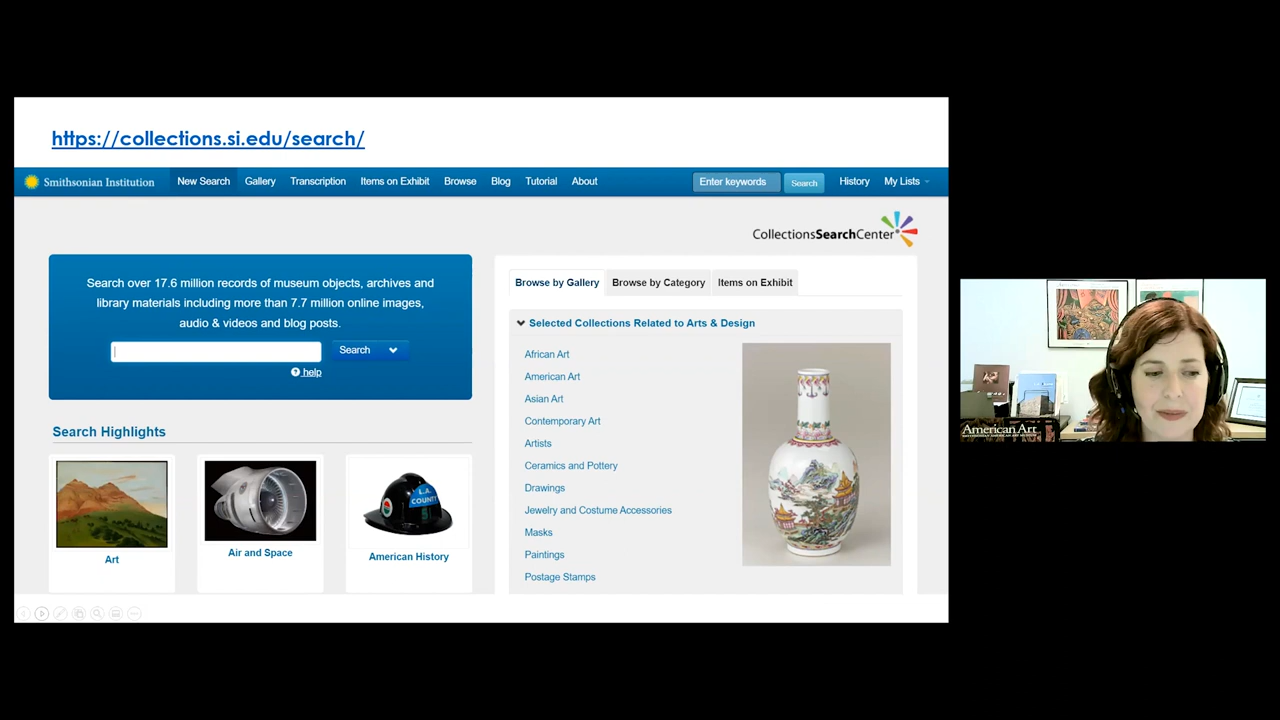 https://collections.si.edu/search/
Smithsonian Institution New Search Gallery Transcription Items on Exhibit Browse Blog Tutorial About Enter keywords Search History My Lists
CollectionsSearchCenter
Search over 17.6 million records of museum objects, archives and
library materials including more than 7.7 million online images,
audio & videos and blog posts.
Search
? help
Search Highlights
Art
Air and Space
L.A.
COUNTY
American History
Browse by Gallery Browse by Category Items on Exhibit
Selected Collections Related to Arts & Design
African Art
American Art
Asian Art
Contemporary Art
Artists
Ceramics and Pottery
Drawings
Jewelry and Costume Accessories
Masks
Paintings
Postage Stamps
American Art